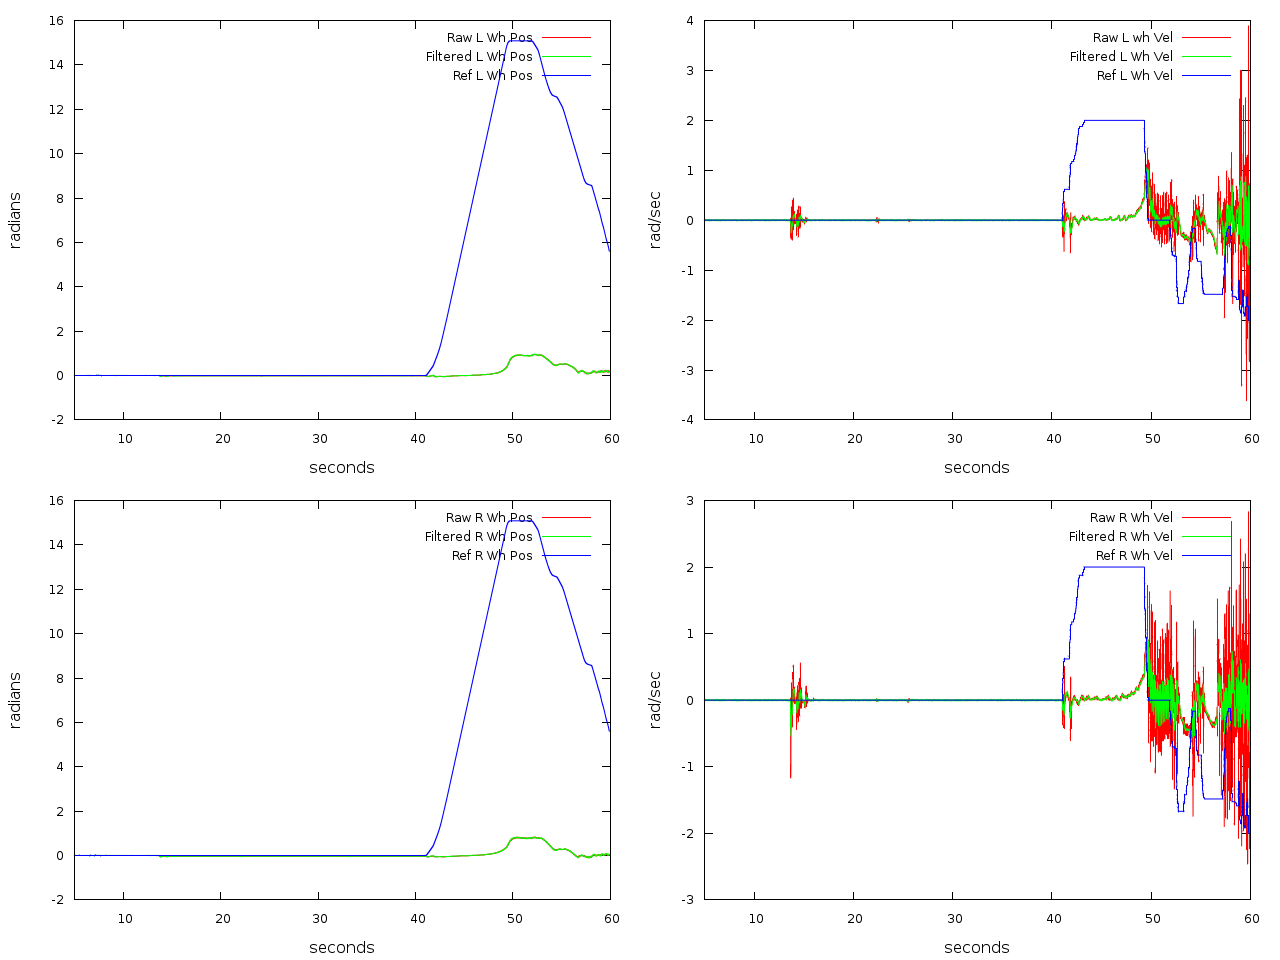 16
14
12
10
8
6
4
2
0
-2
radians
10 20 30 40 50 60
seconds
Raw L Wh Pos
Filtered L Wh Pos
Ref L Wh Pos
4
3
2
1
0
-1
-2
-3
-4
rad/sec
10 20 30 40 50 60
seconds
Raw L wh Vel
Filtered L Wh Vel
Ref L Wh Vel
16
14
12
10
8
6
4
2
0
-2
radians
10 20 30 40 50 60
seconds
Raw R Wh Pos
Filtered R Wh Pos
Ref R Wh Pos
3
2
1
0
-1
-2
-3
rad/sec
10 20 30 40 50 60
seconds
Raw R Wh Vel
Filtered R Wh Vel
Ref R Wh Vel